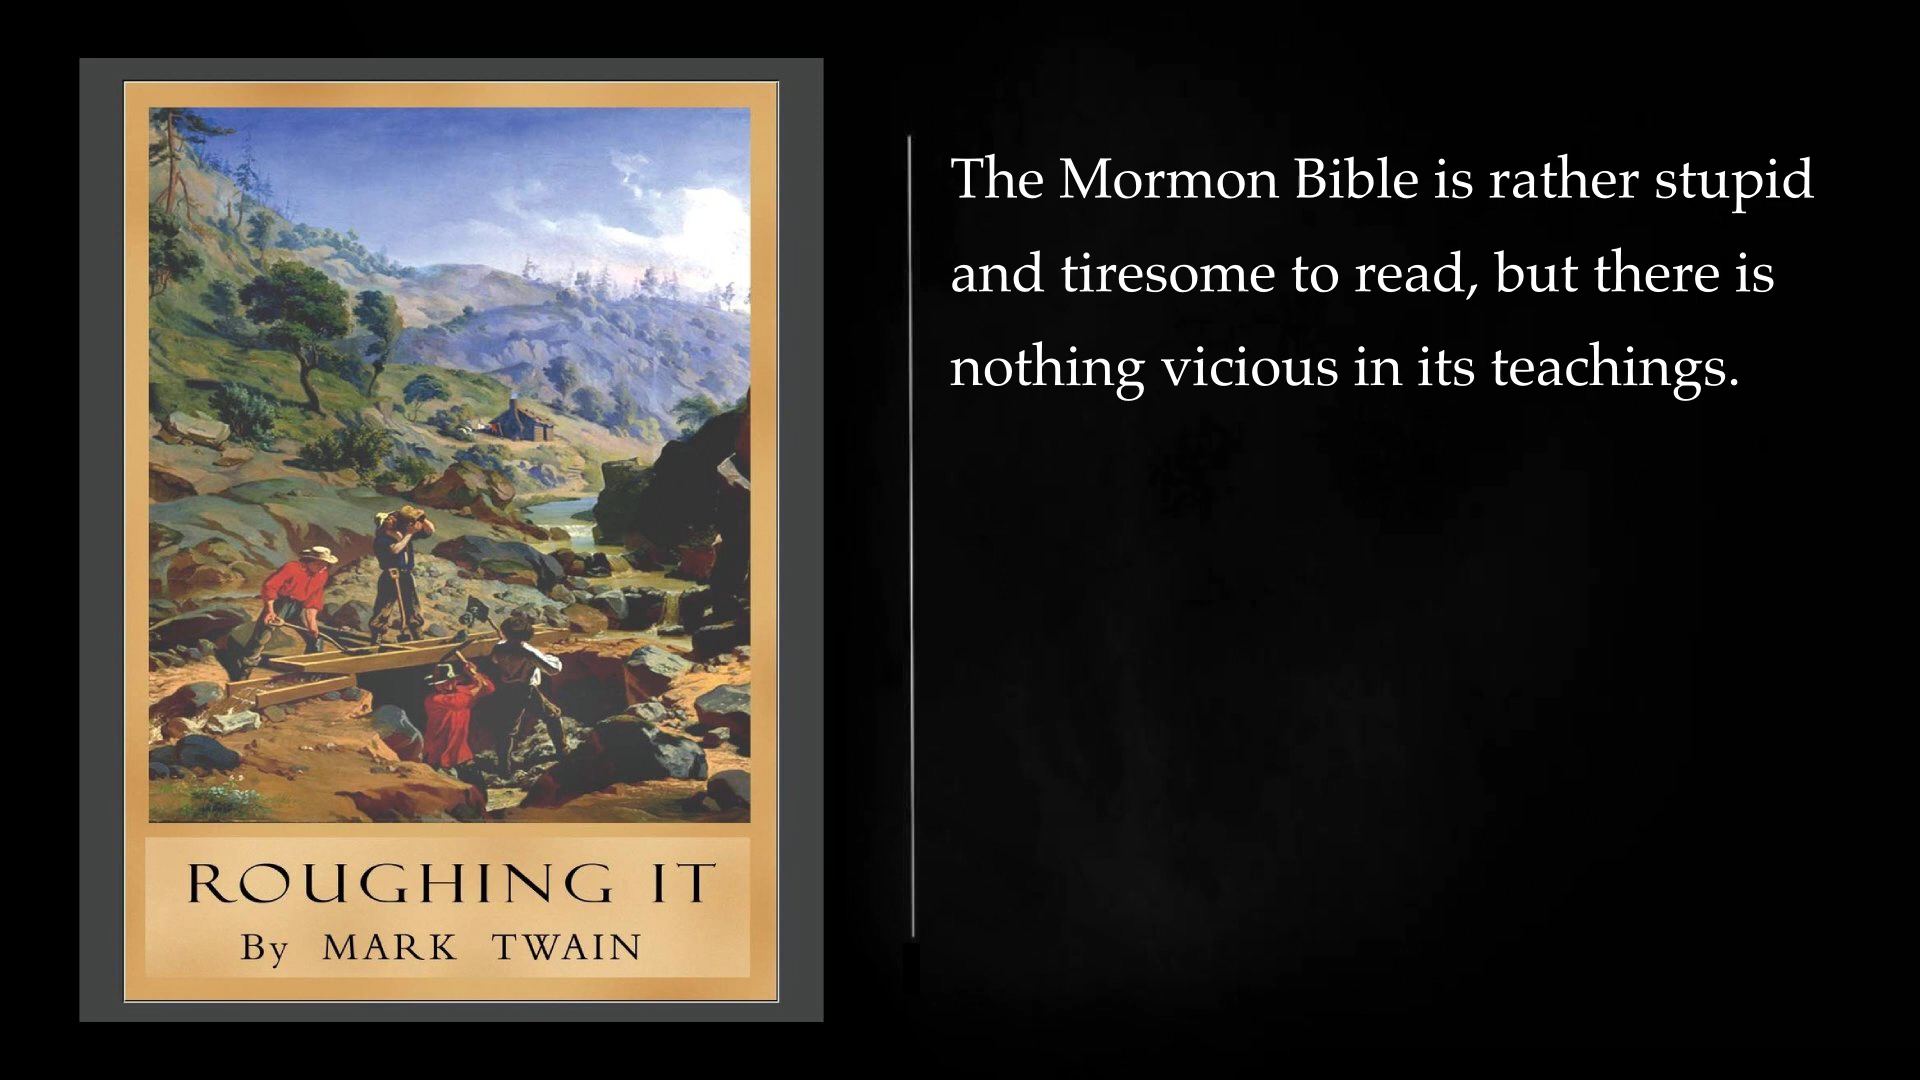 ROUGHING IT
By MARK TWAIN
The Mormon Bible is rather stupid
and tiresome to read, but there is
nothing vicious in its teachings.